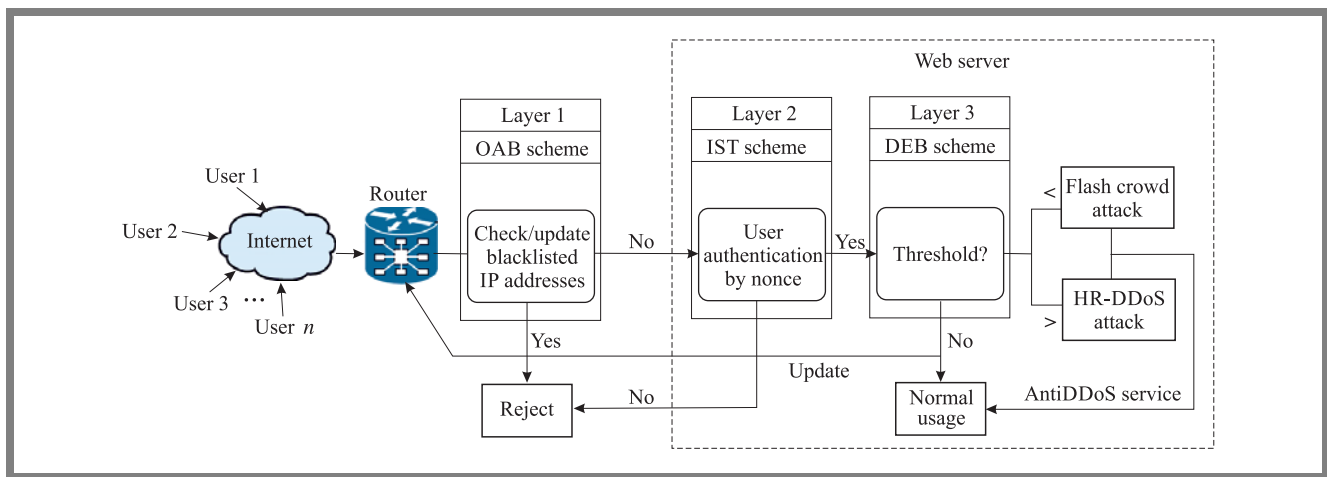 Web server
Layer 1
OAB scheme
Layer 2
IST scheme
Layer 3
DEB scheme
User 1
User 2
User 3
...
User n
Internet
Router
Check/update
blacklisted
IP addresses
No
User
authentication
by nonce
Yes
Threshold?
<
Flash crowd
attack
>
HR-DDoS
attack
Yes
No
Update
Reject
No
Normal
usage
AntiDDoS service